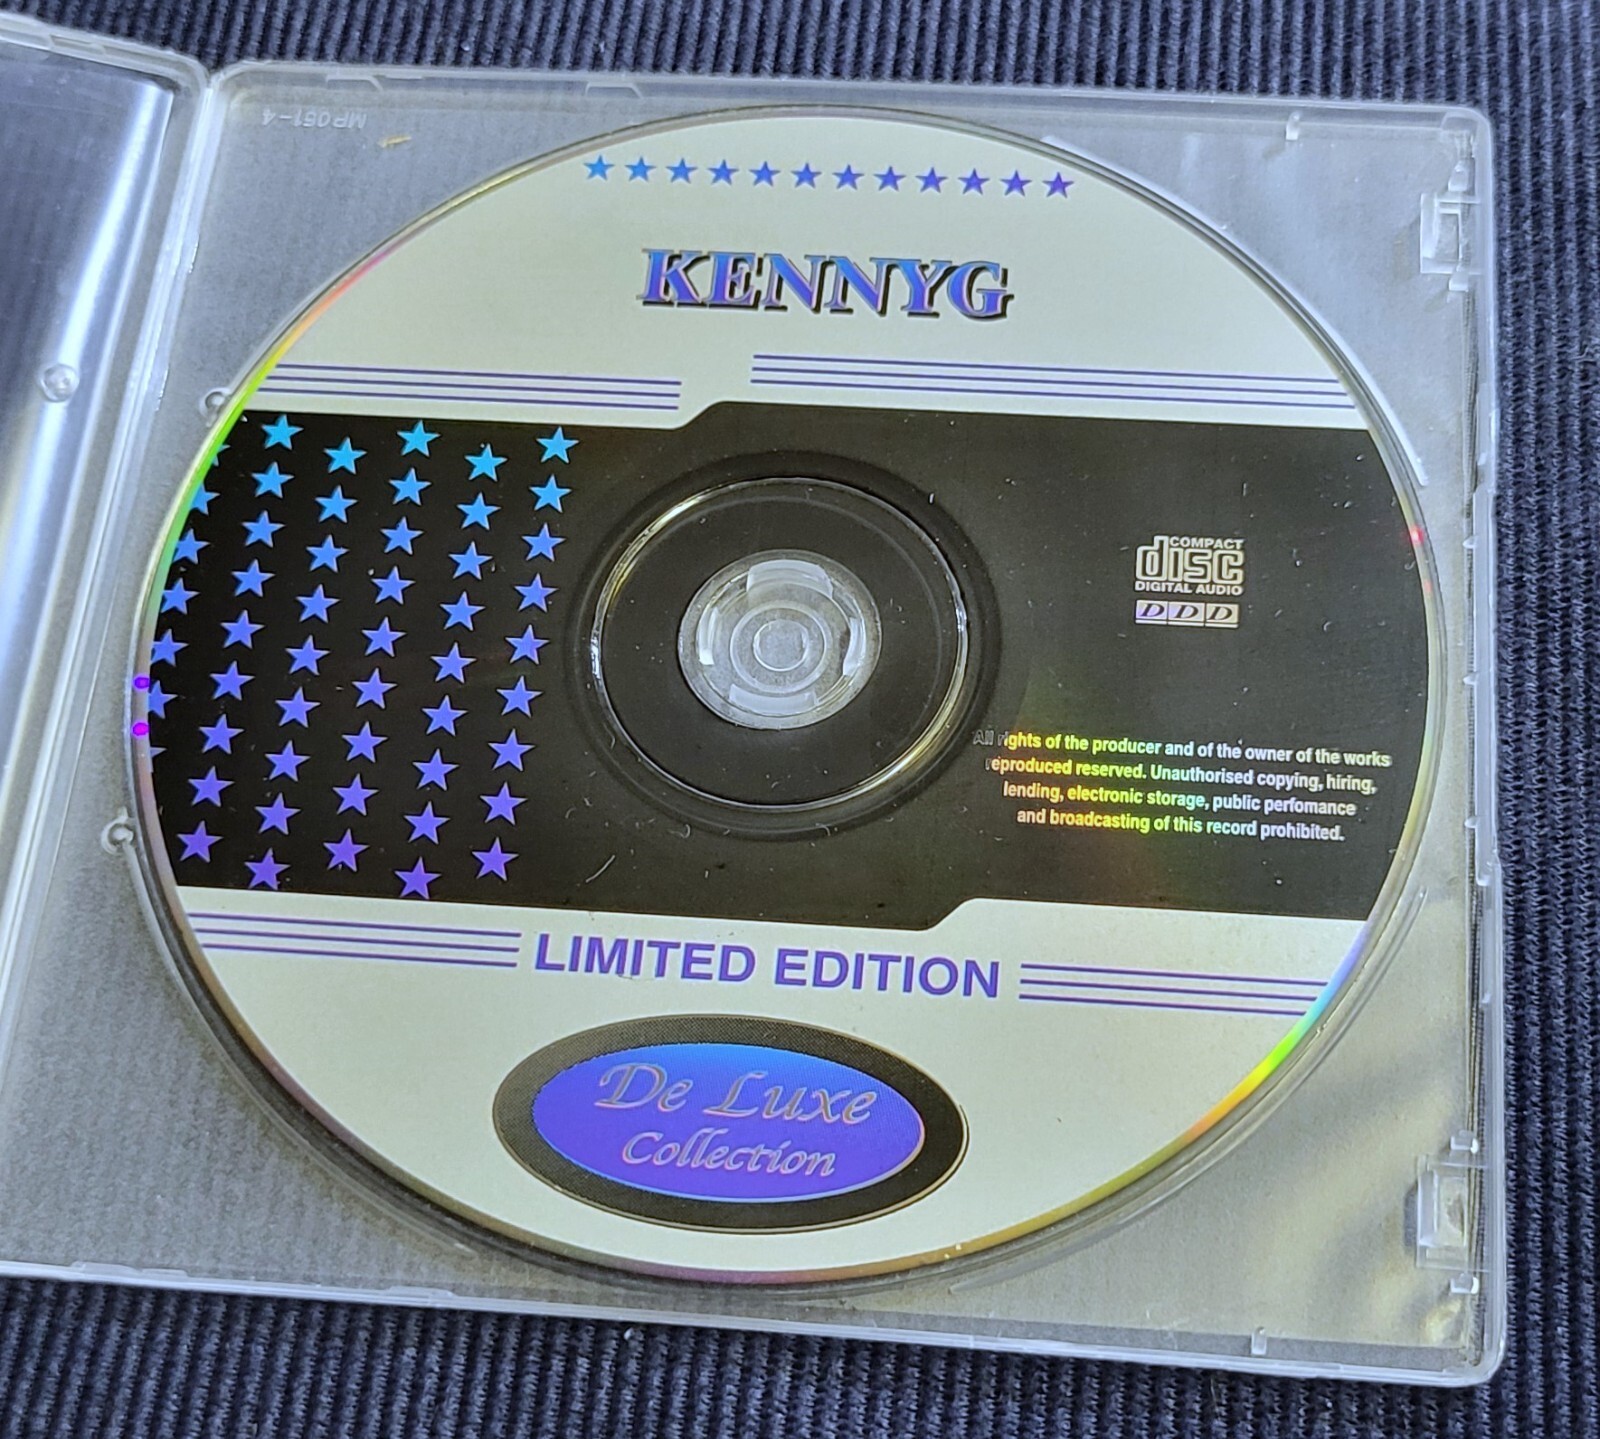 MP051-4
KENNYG
COMPACT
disc
DIGITAL AUDIO
DDD
All rights of the producer and of the owner of the works
reproduced reserved. Unauthorised copying, hiring,
lending, electronic storage, public perfomance
and broadcasting of this record prohibited.
LIMITED EDITION
De Luxe
Collection